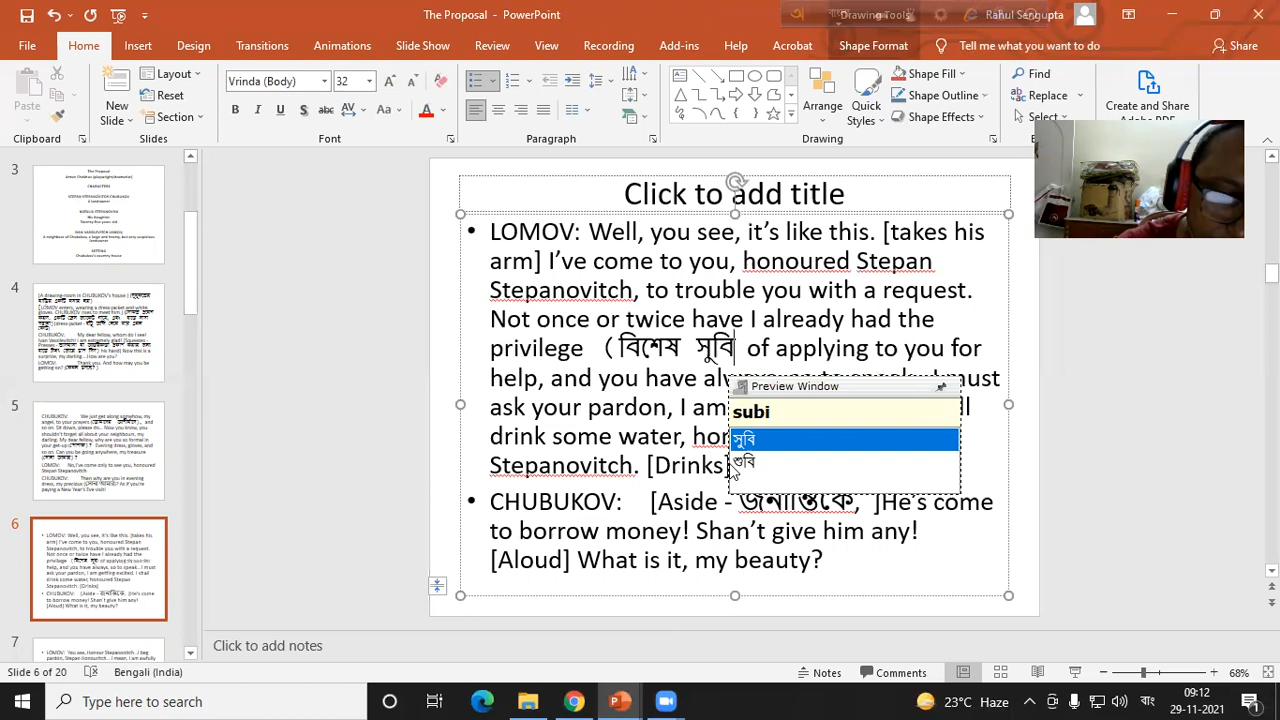 The Proposal - PowerPoint
Drawing Tools
Rahul Sengupta
File Home Insert Design Transitions Animations Slide Show Review View Recording Add-ins Help Acrobat Shape Format Tell me what you want to do Share
Paste
New Slide
Layout
Reset
Section
Vrinda (Body) 32
Arrange
Quick Styles
Shape Fill
Shape Outline
Shape Effects
Find
Replace
Select
Create and Share
Clipboard Slides Font Paragraph Drawing
3
4
5
6
7
Click to add title
• LOMOV: Well, you see, it’s like this. [takes his
arm] I’ve come to you, honoured Stepan
Stepanovitch, to trouble you with a request.
Not once or twice have I already had the
privilege (বিশেষ সুবি of applying to you for
help, and you have
must
ask your pardon, I am
drink some water,
Stepanovitch. [Drinks]
• CHUBUKOV: [Aside - জনান্তিকে, ]He’s come
to borrow money! Shan’t give him any!
[Aloud] What is it, my beauty?
Preview Window
subi
সুবি
শুবি
Click to add notes
Slide 6 of 20 Bengali (India) Notes Comments 68%
Type here to search 23°C Haze বাং 09:12
29-11-2021